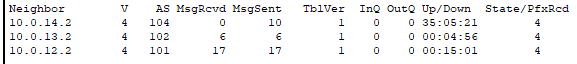 Neighbor V AS MsgRcvd MsgSent TblVer InQ OutQ Up/Down State/PfxRcd
10.0.14.2 4 104 0 10 1 0 0 35:05:21 4
10.0.13.2 4 102 6 6 1 0 0 00:04:56 4
10.0.12.2 4 101 17 17 1 0 0 00:15:01 4